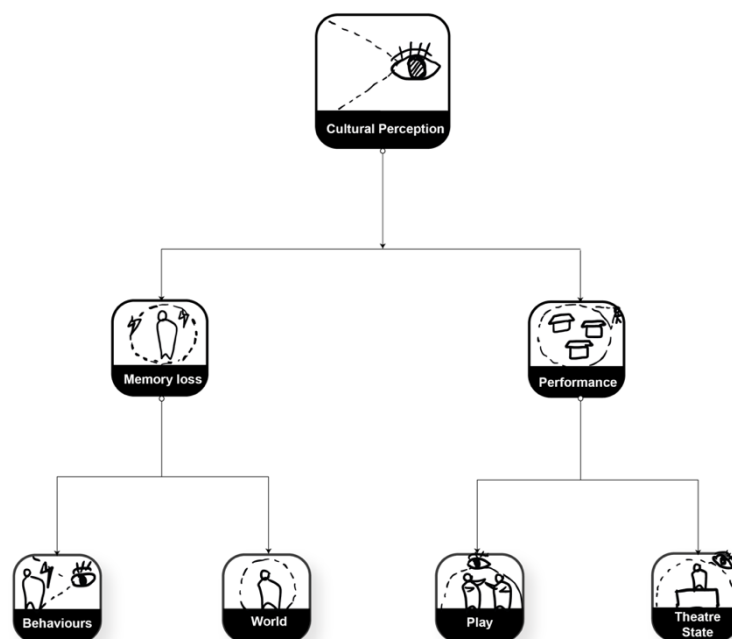 Cultural Perception
Memory loss
Performance
Behaviours
World
Play
Theatre
State